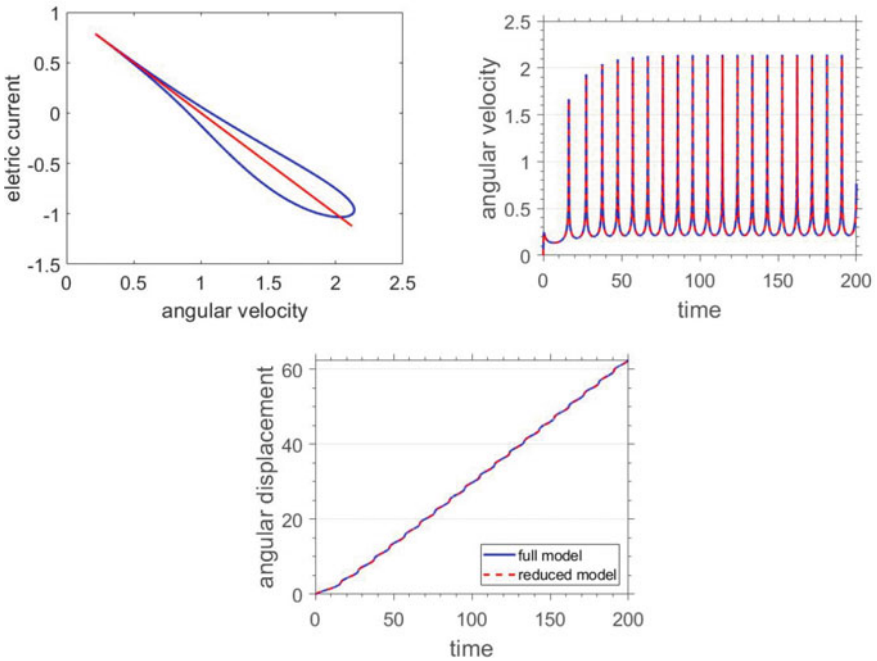 eletric current
1
0.5
0
-0.5
-1
-1.5
0 0.5 1 1.5 2 2.5
angular velocity
angular velocity
2.5
2
1.5
1
0.5
0
0 50 100 150 200
time
angular displacement
60
40
20
0
0 50 100 150 200
time
full model
reduced model